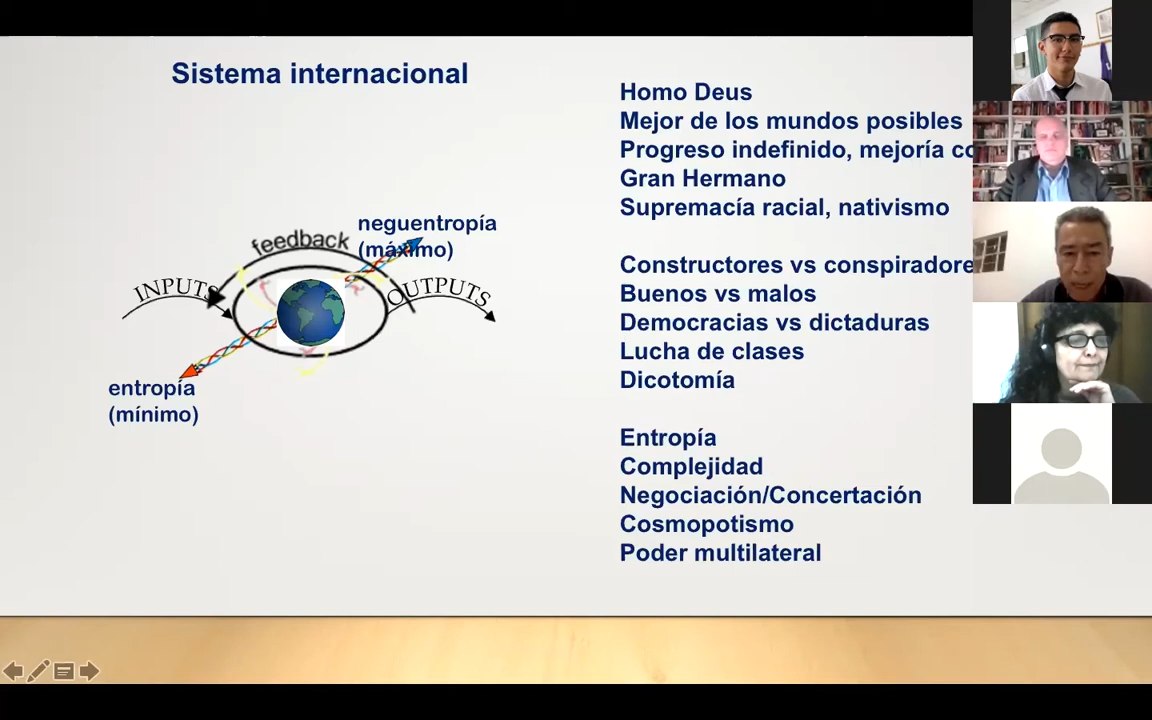 Sistema internacional
neguentropía
(máximo)
feedback
INPUTS
OUTPUTS
entropía
(mínimo)
Homo Deus
Mejor de los mundos posibles
Progreso indefinido, mejoría
Gran Hermano
Supremacía racial, nativismo
Constructores vs
Buenos vs malos
Democracias vs dictaduras
Lucha de clases
Dicotomía
Entropía
Complejidad
Negociación/Concertación
Cosmopotismo
Poder multilateral